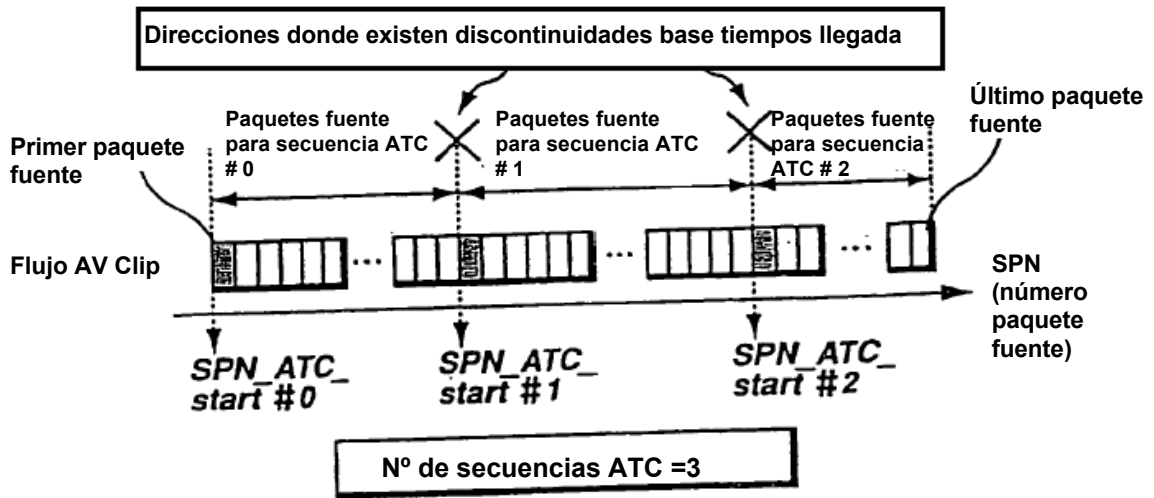 Direcciones donde existen discontinuidades base tiempos llegada
Primer paquete
fuente
Paquetes fuente
para secuencia ATC
# 0
Paquetes fuente
para secuencia ATC
# 1
Paquetes fuente
para secuencia
ATC # 2
Último paquete
fuente
Flujo AV Clip
...
...
...
SPN
(número
paquete
fuente)
SPN_ATC_
start #0
SPN_ATC_
start #1
SPN_ATC_
start #2
Nº de secuencias ATC =3